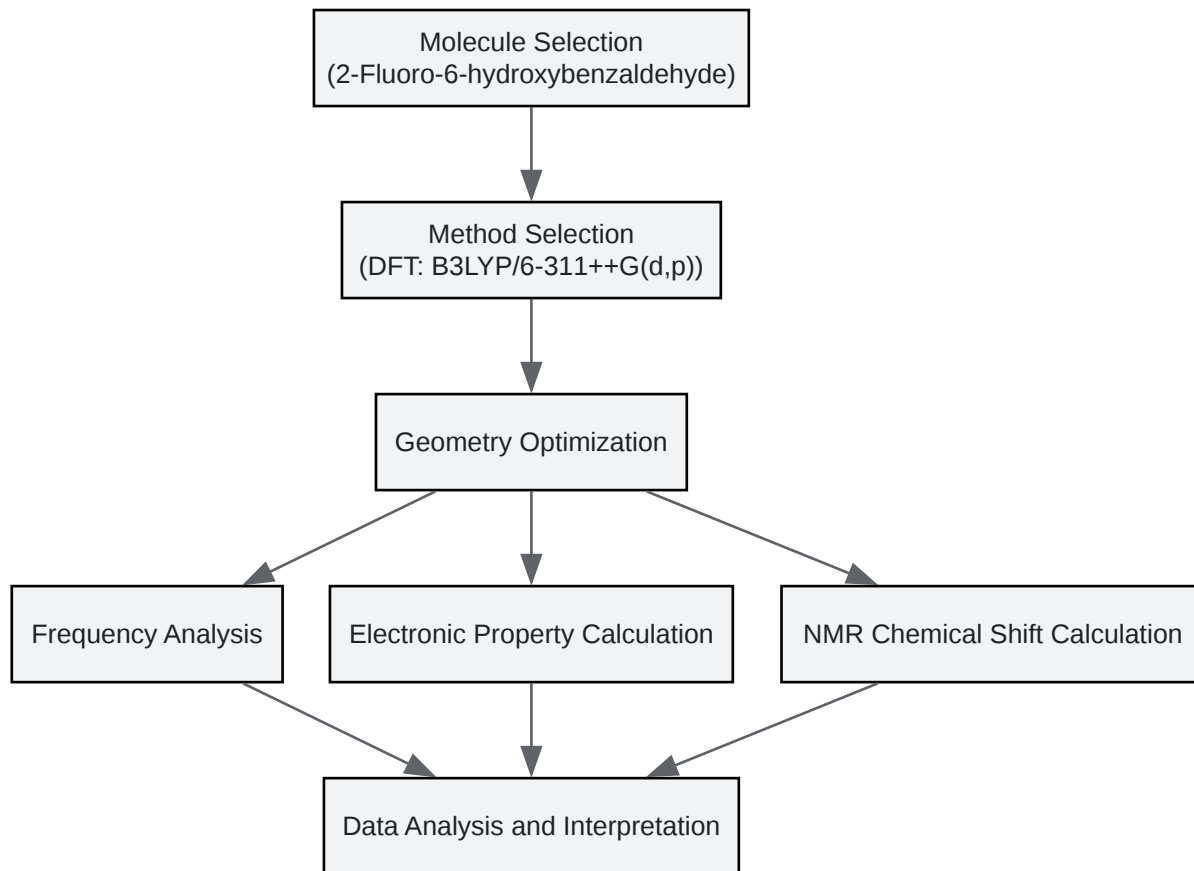 Molecule Selection
(2-Fluoro-6-hydroxybenzaldehyde)
Method Selection
(DFT: B3LYP/6-311++G(d,p))
Geometry Optimization
Frequency Analysis
Electronic Property Calculation
NMR Chemical Shift Calculation
Data Analysis and Interpretation